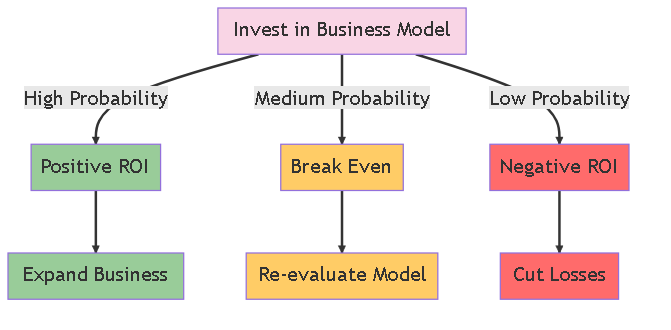 Invest in Business Model
High Probability
Medium Probability
Low Probability
Positive ROI
Break Even
Negative ROI
Expand Business
Re-evaluate Model
Cut Losses